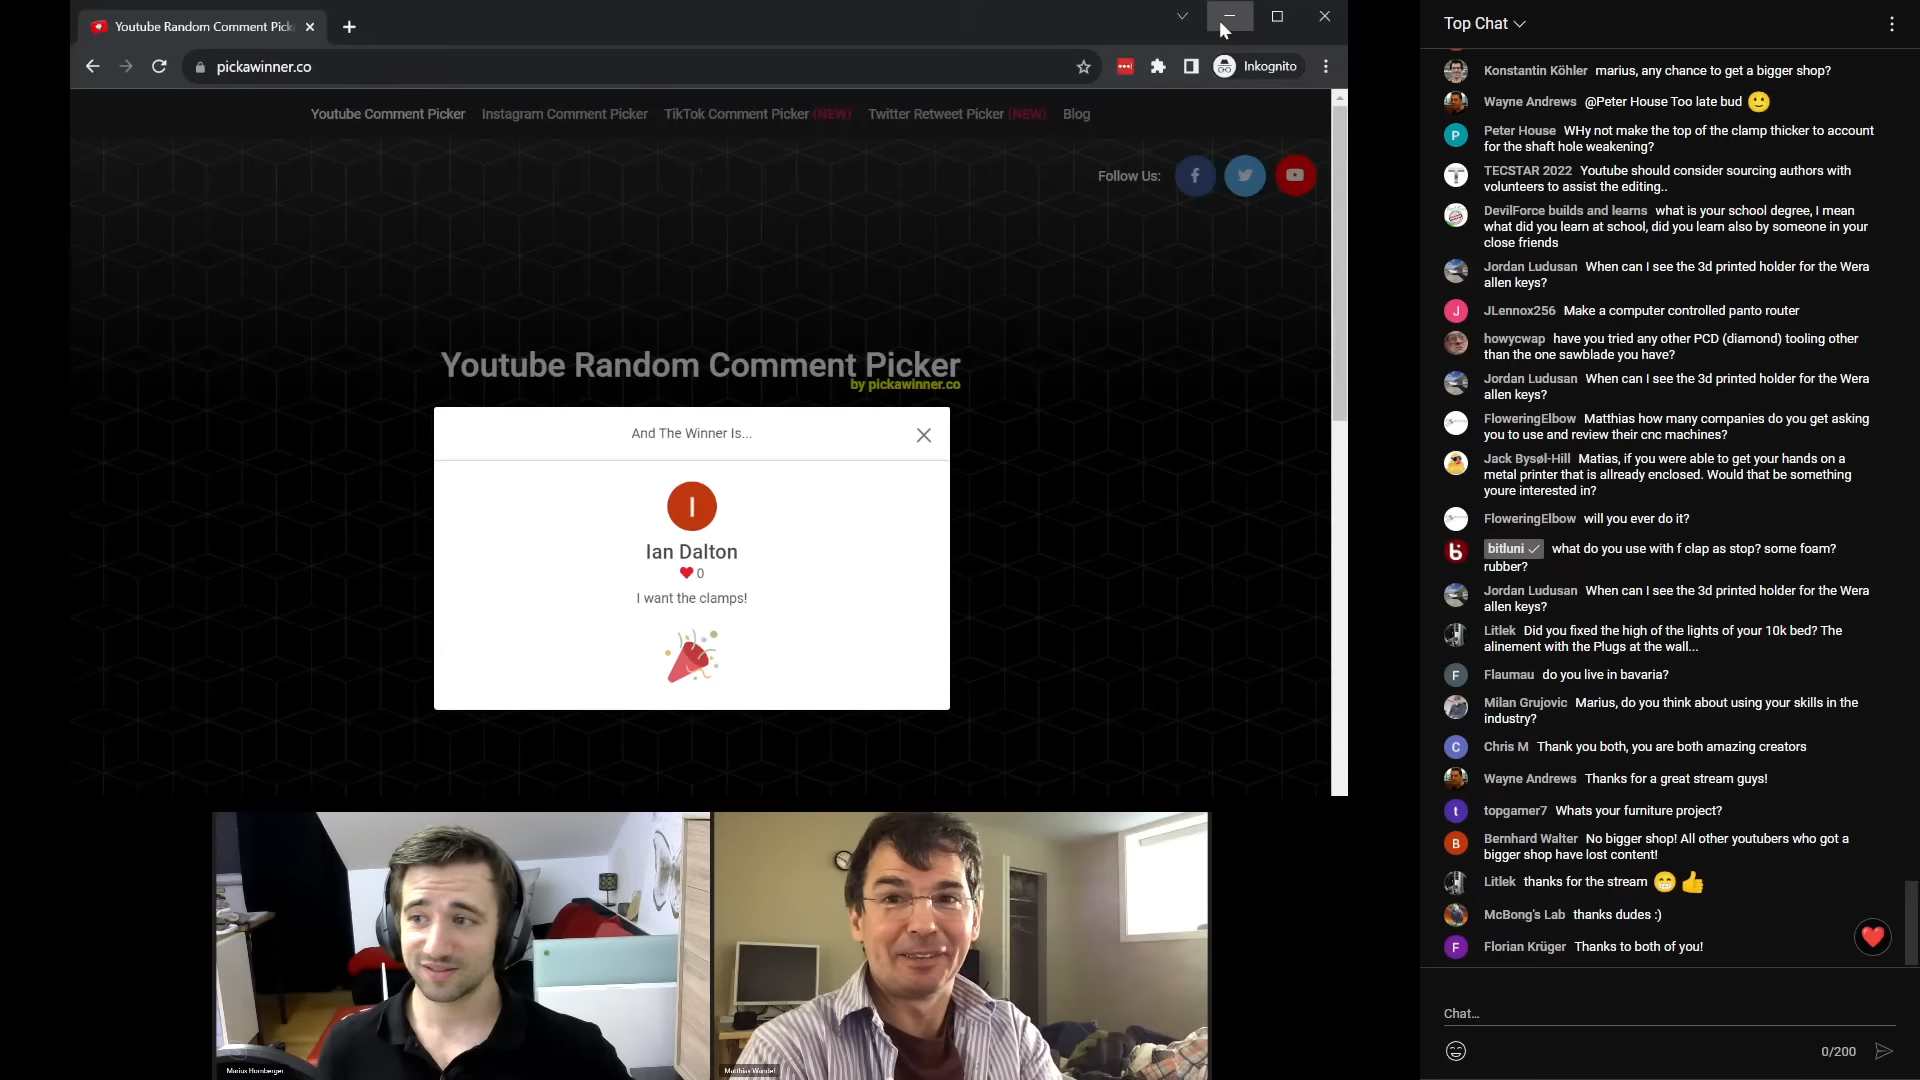 Youtube Random Comment Pick
pickawinner.co
Inkognito
Youtube Comment Picker
Instagram Comment Picker
TikTok Comment Picker (NEW)
Twitter Retweet Picker (NEW)
Blog
Follow Us:
Youtube Random Comment Picker
by pickawinner.co
And The Winner Is...
I
Ian Dalton
0
I want the clamps!
Marius Hornberger
Matthias Wandel
Top Chat
Konstantin Köhler marius, any chance to get a bigger shop?
Wayne Andrews @Peter House Too late bud
P
Peter House WHy not make the top of the clamp thicker to account
for the shaft hole weakening?
TECSTAR 2022 Youtube should consider sourcing authors with
volunteers to assist the editing..
DevilForce builds and learns what is your school degree, I mean
what did you learn at school, did you learn also by someone in your
close friends
Jordan Ludusan When can I see the 3d printed holder for the Wera
allen keys?
J
JLennox256 Make a computer controlled panto router
howycwap have you tried any other PCD (diamond) tooling other
than the one sawblade you have?
Jordan Ludusan When can I see the 3d printed holder for the Wera
allen keys?
FloweringElbow Matthias how many companies do you get asking
you to use and review their cnc machines?
Jack Bysøl-Hill Matias, if you were able to get your hands on a
metal printer that is allready enclosed. Would that be something
youre interested in?
FloweringElbow will you ever do it?
bitluni what do you use with f clap as stop? some foam?
rubber?
Jordan Ludusan When can I see the 3d printed holder for the Wera
allen keys?
Litlek Did you fixed the high of the lights of your 10k bed? The
alinement with the Plugs at the wall...
F
Flaumau do you live in bavaria?
Milan Grujovic Marius, do you think about using your skills in the
industry?
C
Chris M Thank you both, you are both amazing creators
Wayne Andrews Thanks for a great stream guys!
t
topgamer7 Whats your furniture project?
B
Bernhard Walter No bigger shop! All other youtubers who got a
bigger shop have lost content!
Litlek thanks for the stream
McBong's Lab thanks dudes :)
F
Florian Krüger Thanks to both of you!
Chat...
0/200